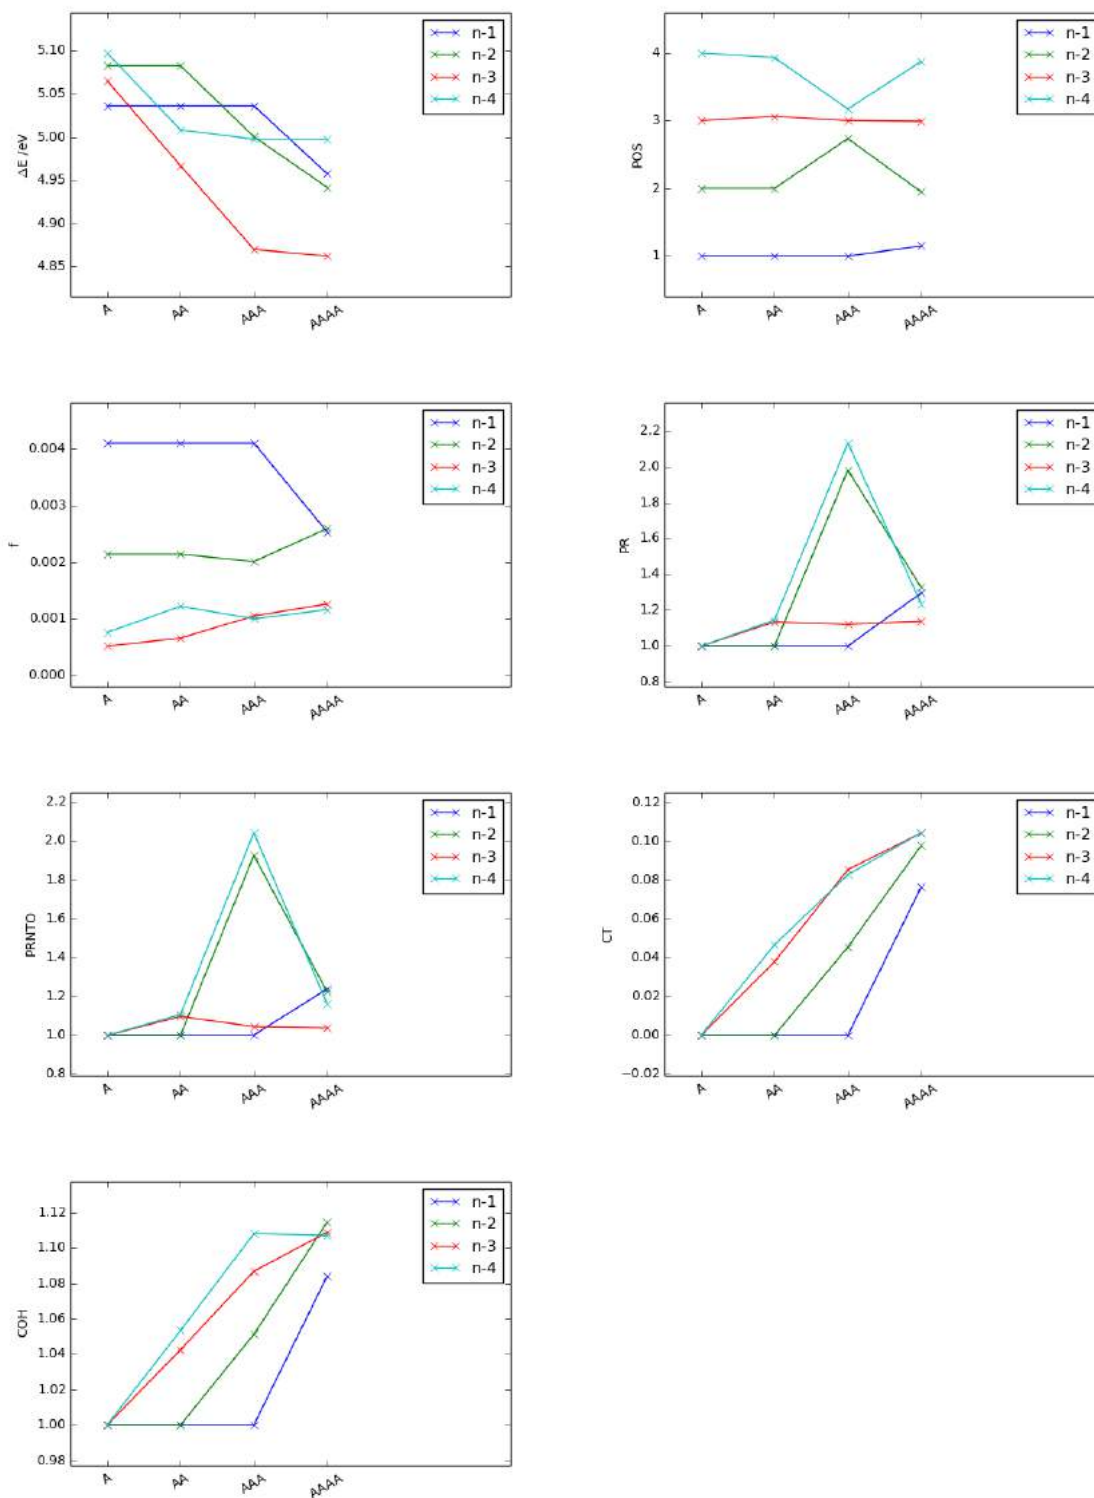 5.10
5.05
5.00
4.95
4.90
4.85
ΔE /eV
A
AA
AAA
AAAA
n-1
n-2
n-3
n-4
4
3
2
1
POS
A
AA
AAA
AAAA
n-1
n-2
n-3
n-4
0.004
0.003
0.002
0.001
0.000
f
A
AA
AAA
AAAA
n-1
n-2
n-3
n-4
2.2
2.0
1.8
1.6
1.4
1.2
1.0
0.8
PR
A
AA
AAA
AAAA
n-1
n-2
n-3
n-4
2.2
2.0
1.8
1.6
1.4
1.2
1.0
0.8
PRNTO
A
AA
AAA
AAAA
n-1
n-2
n-3
n-4
0.12
0.10
0.08
0.06
0.04
0.02
0.00
−0.02
CT
A
AA
AAA
AAAA
n-1
n-2
n-3
n-4
1.12
1.10
1.08
1.06
1.04
1.02
1.00
0.98
COH
A
AA
AAA
AAAA
n-1
n-2
n-3
n-4